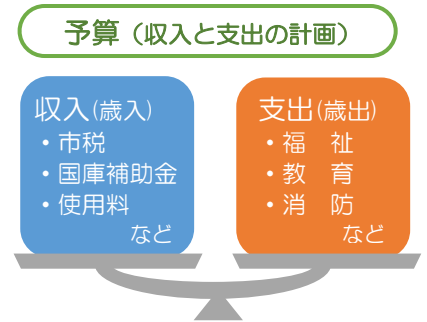 予算（収入と支出の計画）
収入（歳入）
・市税
・国庫補助金
・使用料
など
支出（歳出）
・福　祉
・教　育
・消　防
など